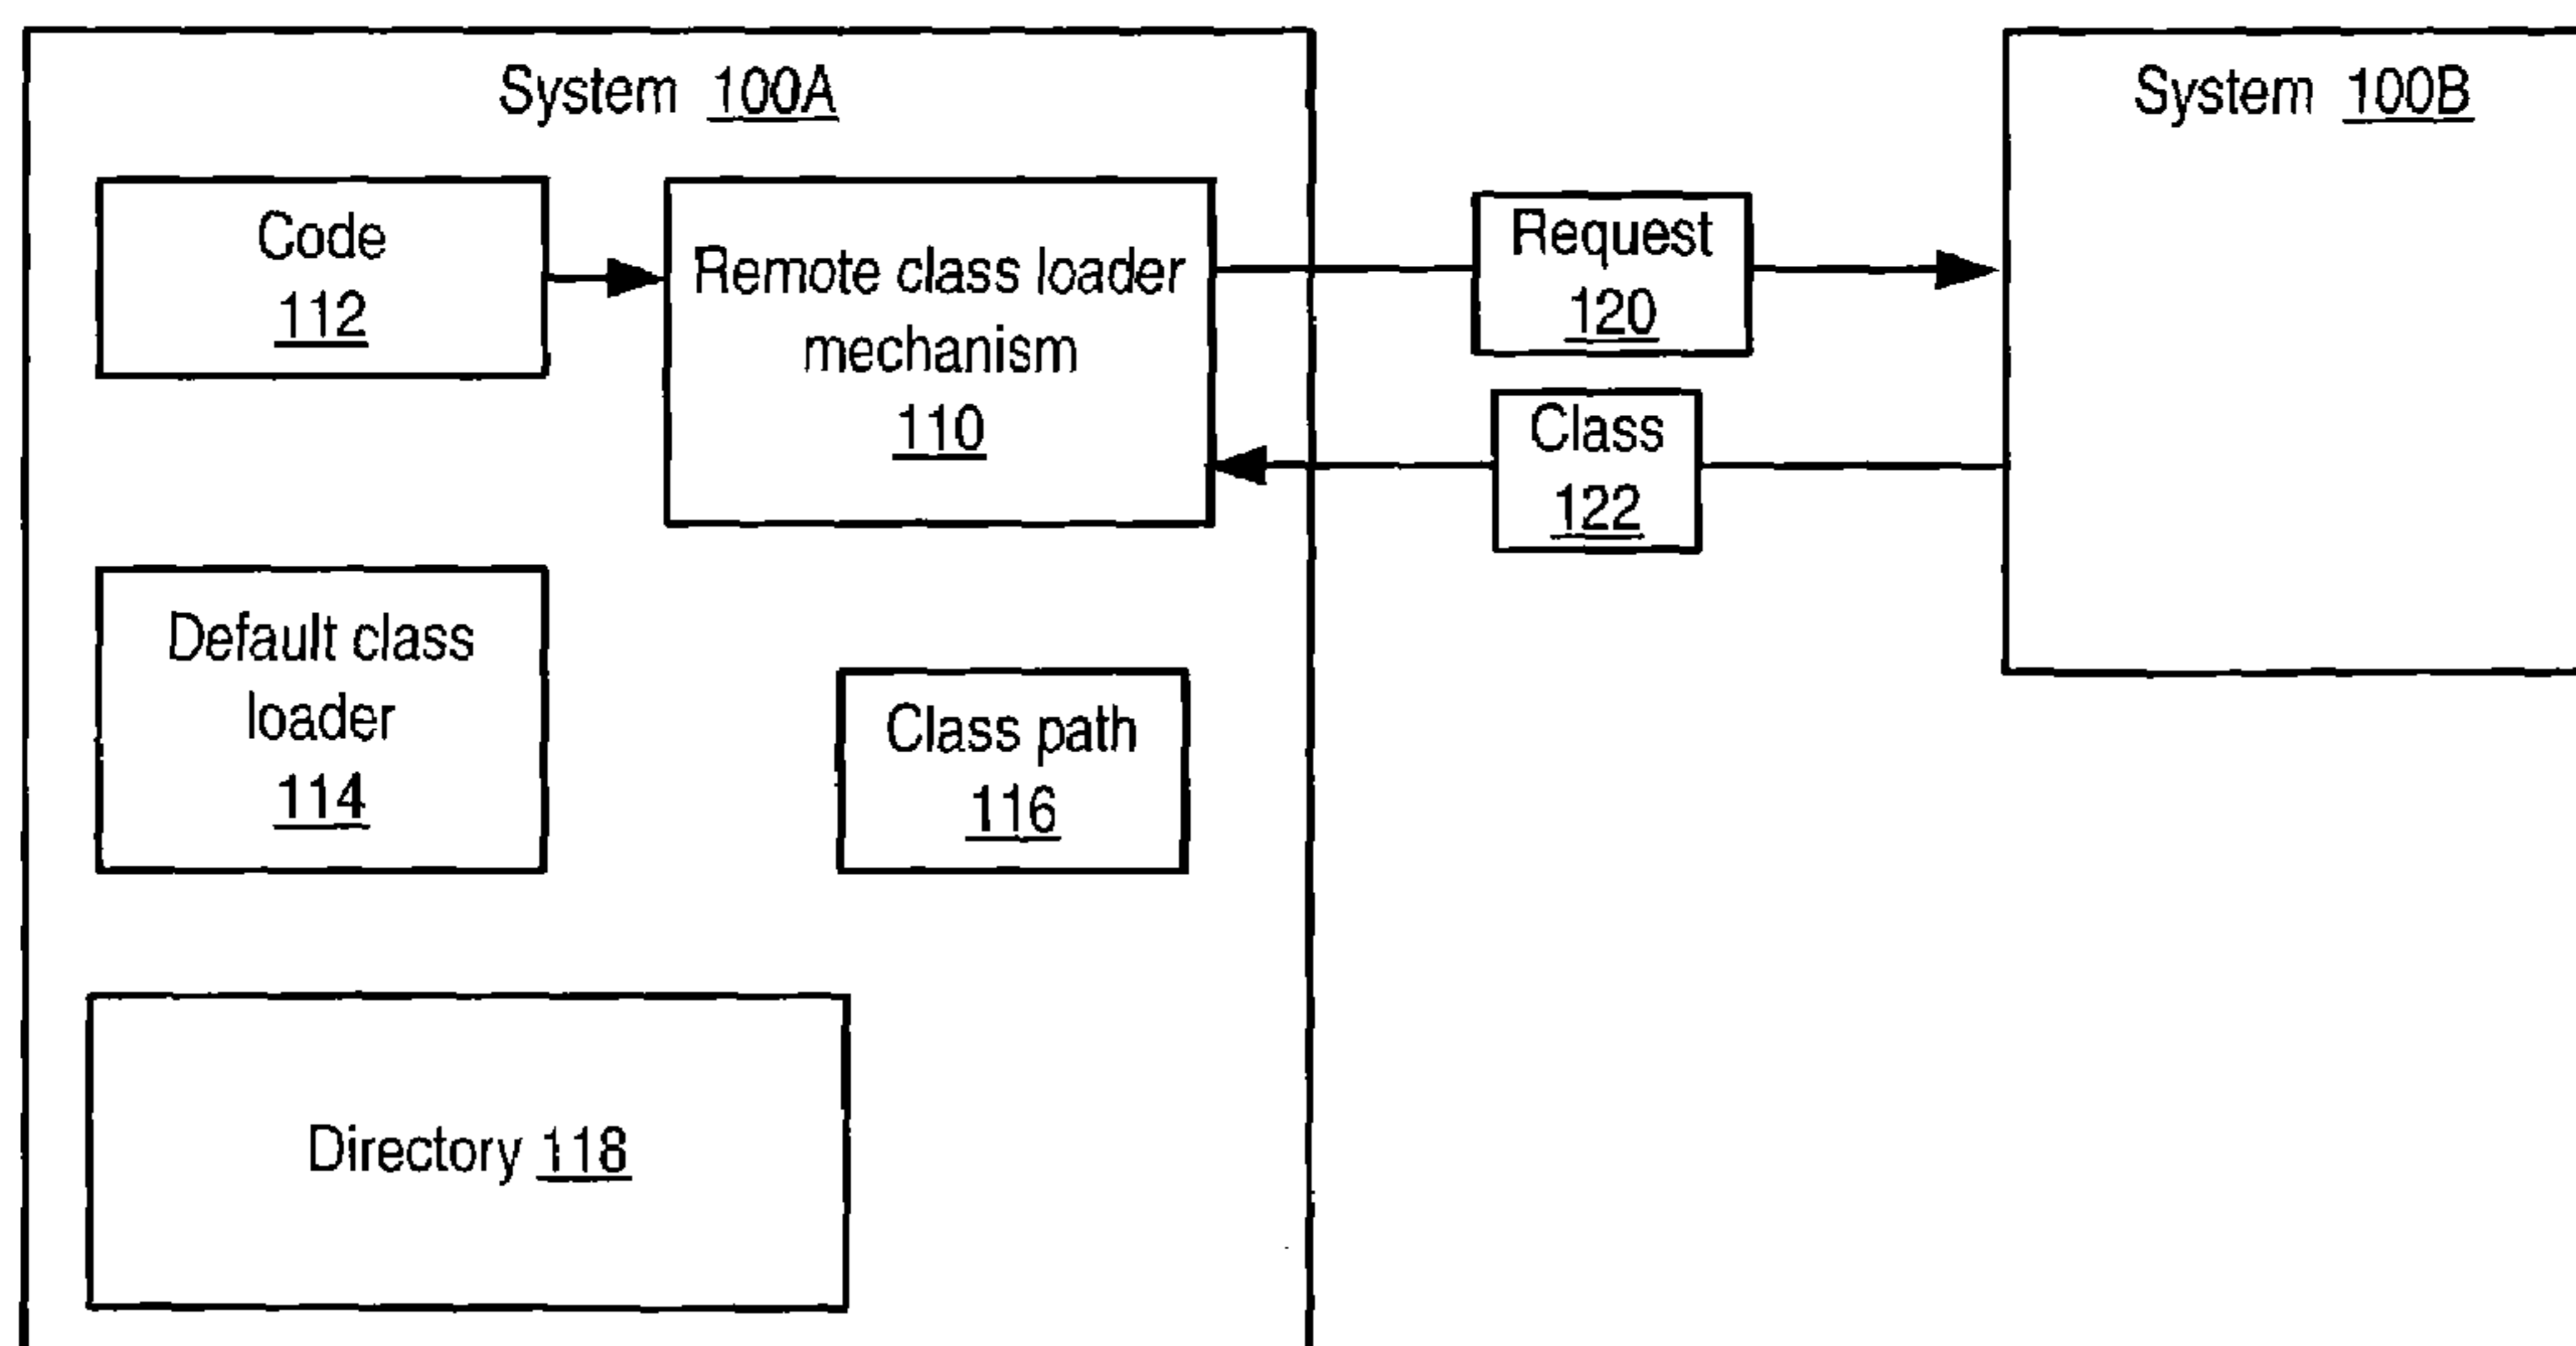 System 100A
System 100B
Code
112
Remote class loader
mechanism
110
Request
120
Class
122
Default class
loader
114
Class path
116
Directory 118